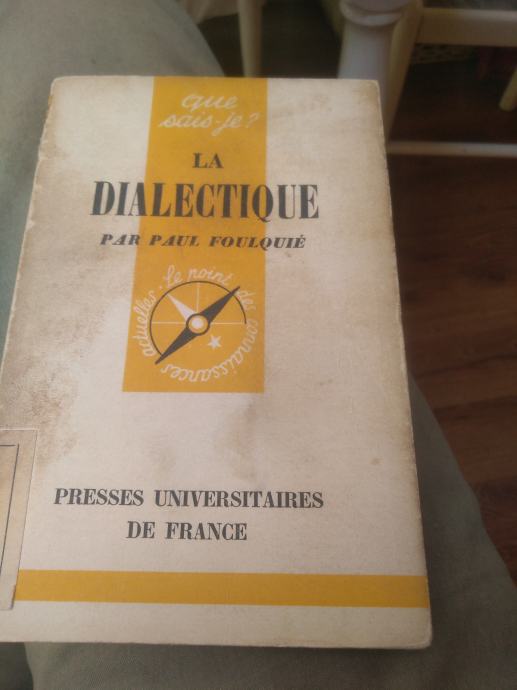 que
sais-je?
LA
DIALECTIQUE
PAR PAUL FOULQUIÉ
Le point des connaissances actuelles.
PRESSES UNIVERSITAIRES
DE FRANCE